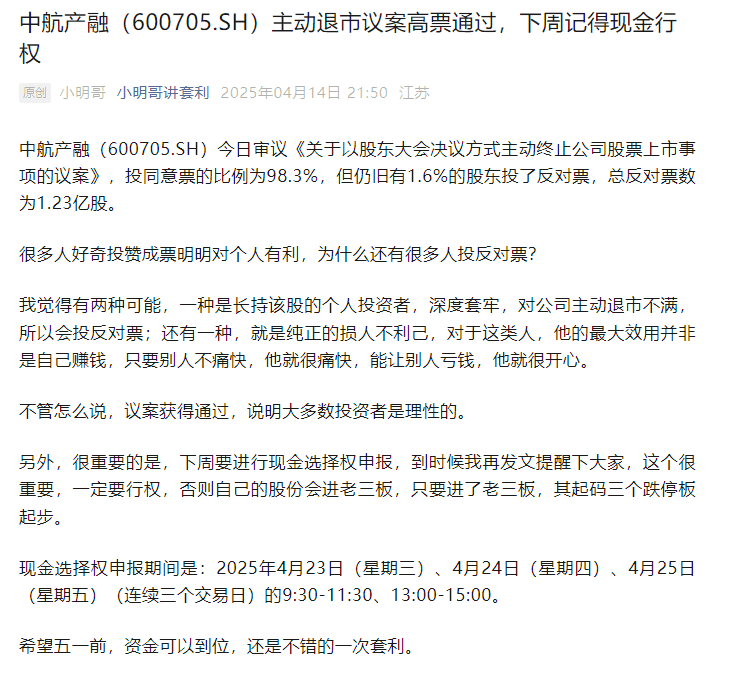 中航产融（600705.SH）主动退市议案高票通过，下周记得现金行
权
原创 小明哥 小明哥讲套利 2025年04月14日 21:50 江苏
中航产融（600705.SH）今日审议《关于以股东大会决议方式主动终止公司股票上市事
项的议案》，投同意票的比例为98.3%，但仍旧有1.6%的股东投了反对票，总反对票数
为1.23亿股。
很多人好奇投赞成票明明对个人有利，为什么还有很多人投反对票？
我觉得有两种可能，一种是长持该股的个人投资者，深度套牢，对公司主动退市不满，
所以会投反对票；还有一种，就是纯正的损人不利己，对于这类人，他的最大效用并非
是自己赚钱，只要别人不痛快，他就很痛快，能让别人亏钱，他就很开心。
不管怎么说，议案获得通过，说明大多数投资者是理性的。
另外，很重要的是，下周要进行现金选择权申报，到时候我再发文提醒下大家，这个很
重要，一定要行权，否则自己的股份会进老三板，只要进了老三板，其起码三个跌停板
起步。
现金选择权申报期间是：2025年4月23日（星期三）、4月24日（星期四）、4月25日
（星期五）（连续三个交易日）的9:30-11:30、13:00-15:00。
希望五一前，资金可以到位，还是不错的一次套利。